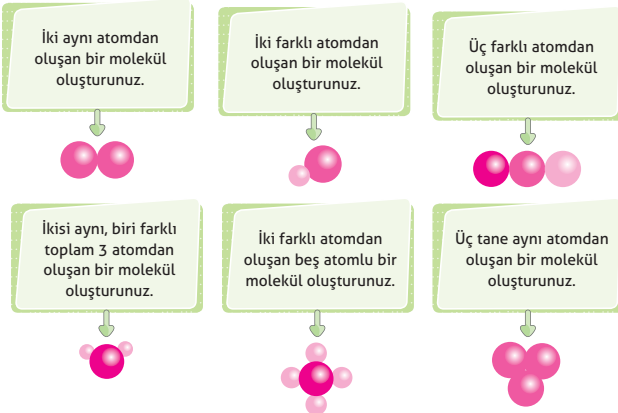 İki aynı atomdan
oluşan bir molekül
oluşturunuz.
İki farklı atomdan
oluşan bir molekül
oluşturunuz.
Üç farklı atomdan
oluşan bir molekül
oluşturunuz.
İkisi aynı, biri farklı
toplam 3 atomdan
oluşan bir molekül
oluşturunuz.
İki farklı atomdan
oluşan beş atomlu bir
molekül oluşturunuz.
Üç tane aynı atomdan
oluşan bir molekül
oluşturunuz.